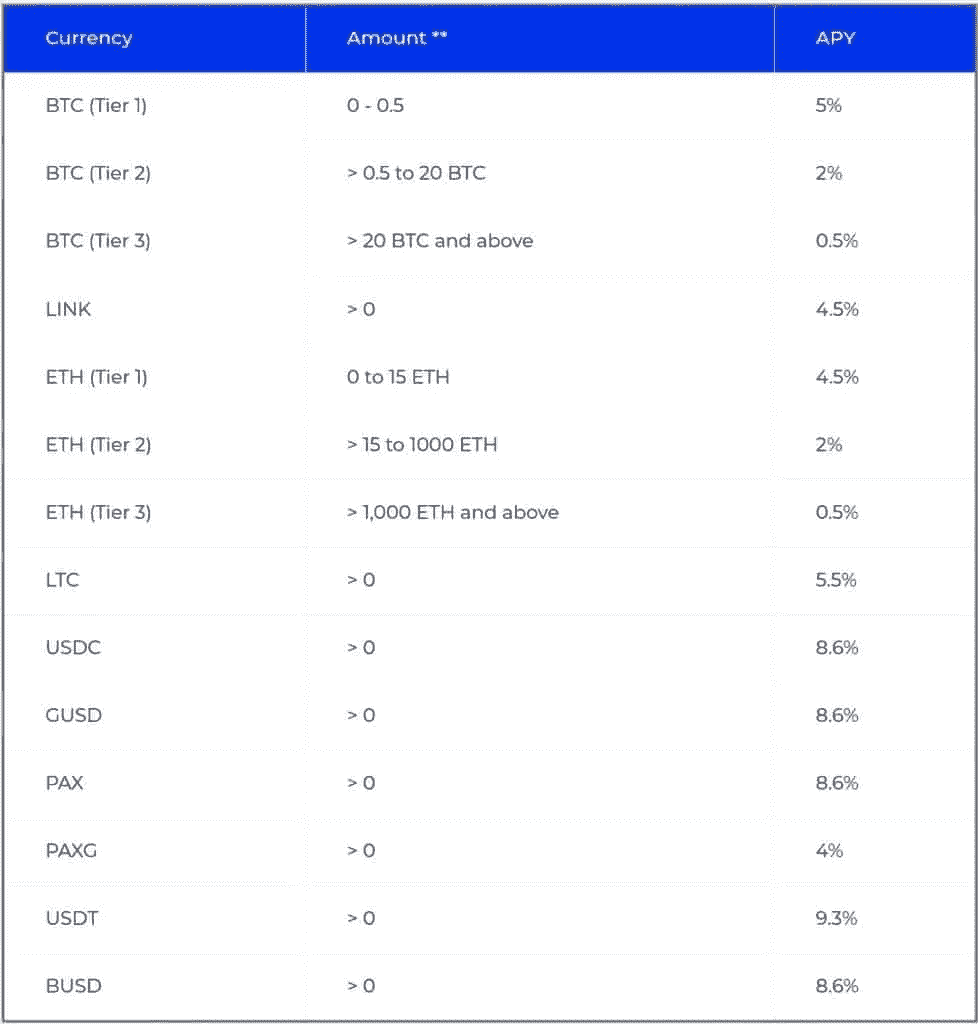 Currency Amount ** APY
BTC (Tier 1) 0 - 0.5 5%
BTC (Tier 2) > 0.5 to 20 BTC 2%
BTC (Tier 3) > 20 BTC and above 0.5%
LINK > 0 4.5%
ETH (Tier 1) 0 to 15 ETH 4.5%
ETH (Tier 2) > 15 to 1000 ETH 2%
ETH (Tier 3) > 1,000 ETH and above 0.5%
LTC > 0 5.5%
USDC > 0 8.6%
GUSD > 0 8.6%
PAX > 0 8.6%
PAXG > 0 4%
USDT > 0 9.3%
BUSD > 0 8.6%